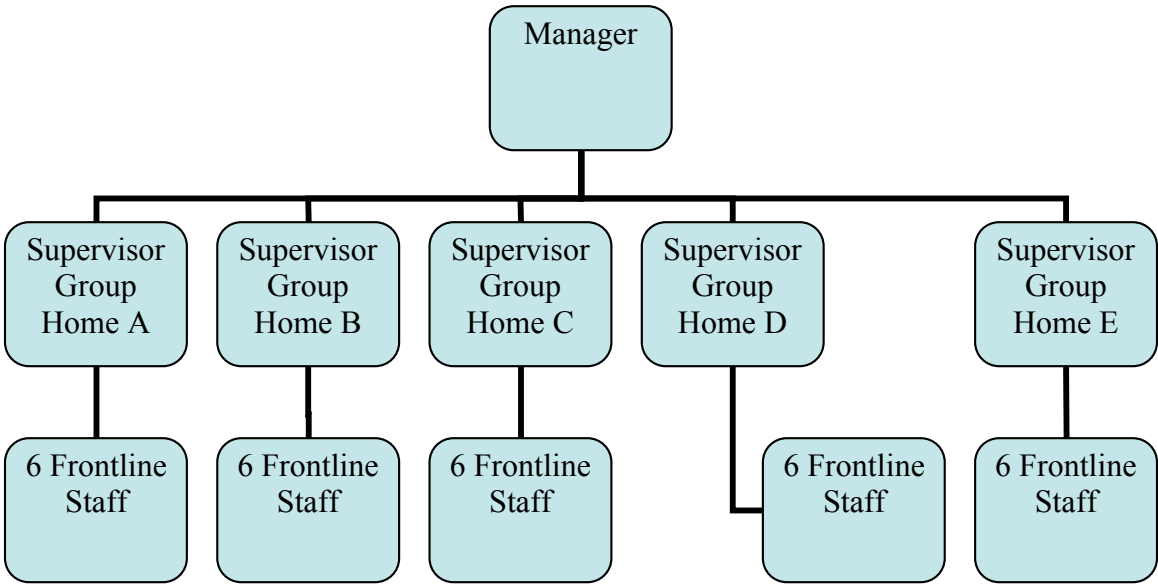 Manager
Supervisor
Group
Home A
Supervisor
Group
Home B
Supervisor
Group
Home C
Supervisor
Group
Home D
Supervisor
Group
Home E
6 Frontline
Staff
6 Frontline
Staff
6 Frontline
Staff
6 Frontline
Staff
6 Frontline
Staff